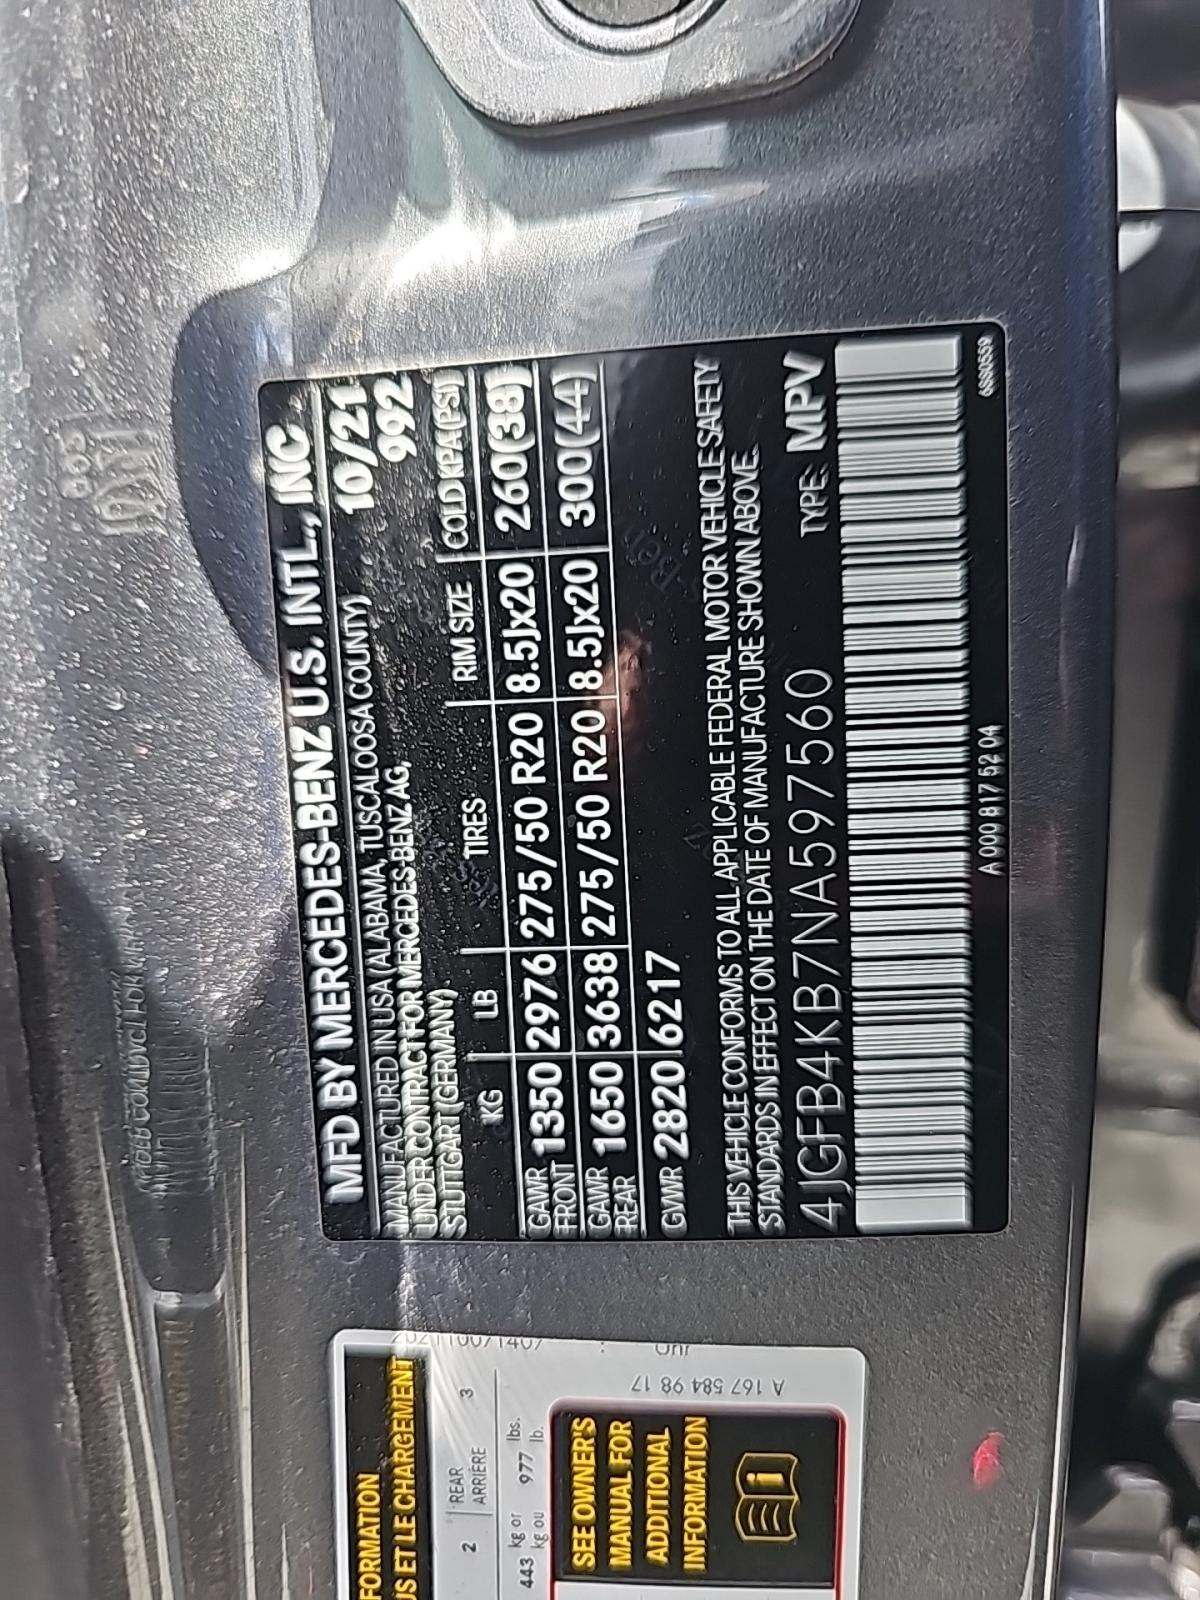 MFD BY MERCEDES-BENZ U.S. INTL., INC
MANUFACTURED IN USA (ALABAMA, TUSCALOOSA COUNTY) 10/21
UNDER CONTRACT FOR MERCEDES-BENZ AG, 992
STUTTGART (GERMANY).
KG LB TIRES RIM SIZE COLD KPA(PSI)
GAWR FRONT 1350 2976 275/50 R20 8.5Jx20 260(38)
GAWR REAR 1650 3638 275/50 R20 8.5Jx20 300(44)
GVWR 2820 6217
THIS VEHICLE CONFORMS TO ALL APPLICABLE FEDERAL MOTOR VEHICLE SAFETY
STANDARDS IN EFFECT ON THE DATE OF MANUFACTURE SHOWN ABOVE.
4JGFB4KB7NA597560 TYPE: MPV
A 000 817 52 04
FORMATION
US ET LE CHARGEMENT
2 REAR 3
ARRIÈRE
443 kg or 977 lbs.
kg ou lb.
SEE OWNER'S
MANUAL FOR
ADDITIONAL
INFORMATION
A 167 584 98 17